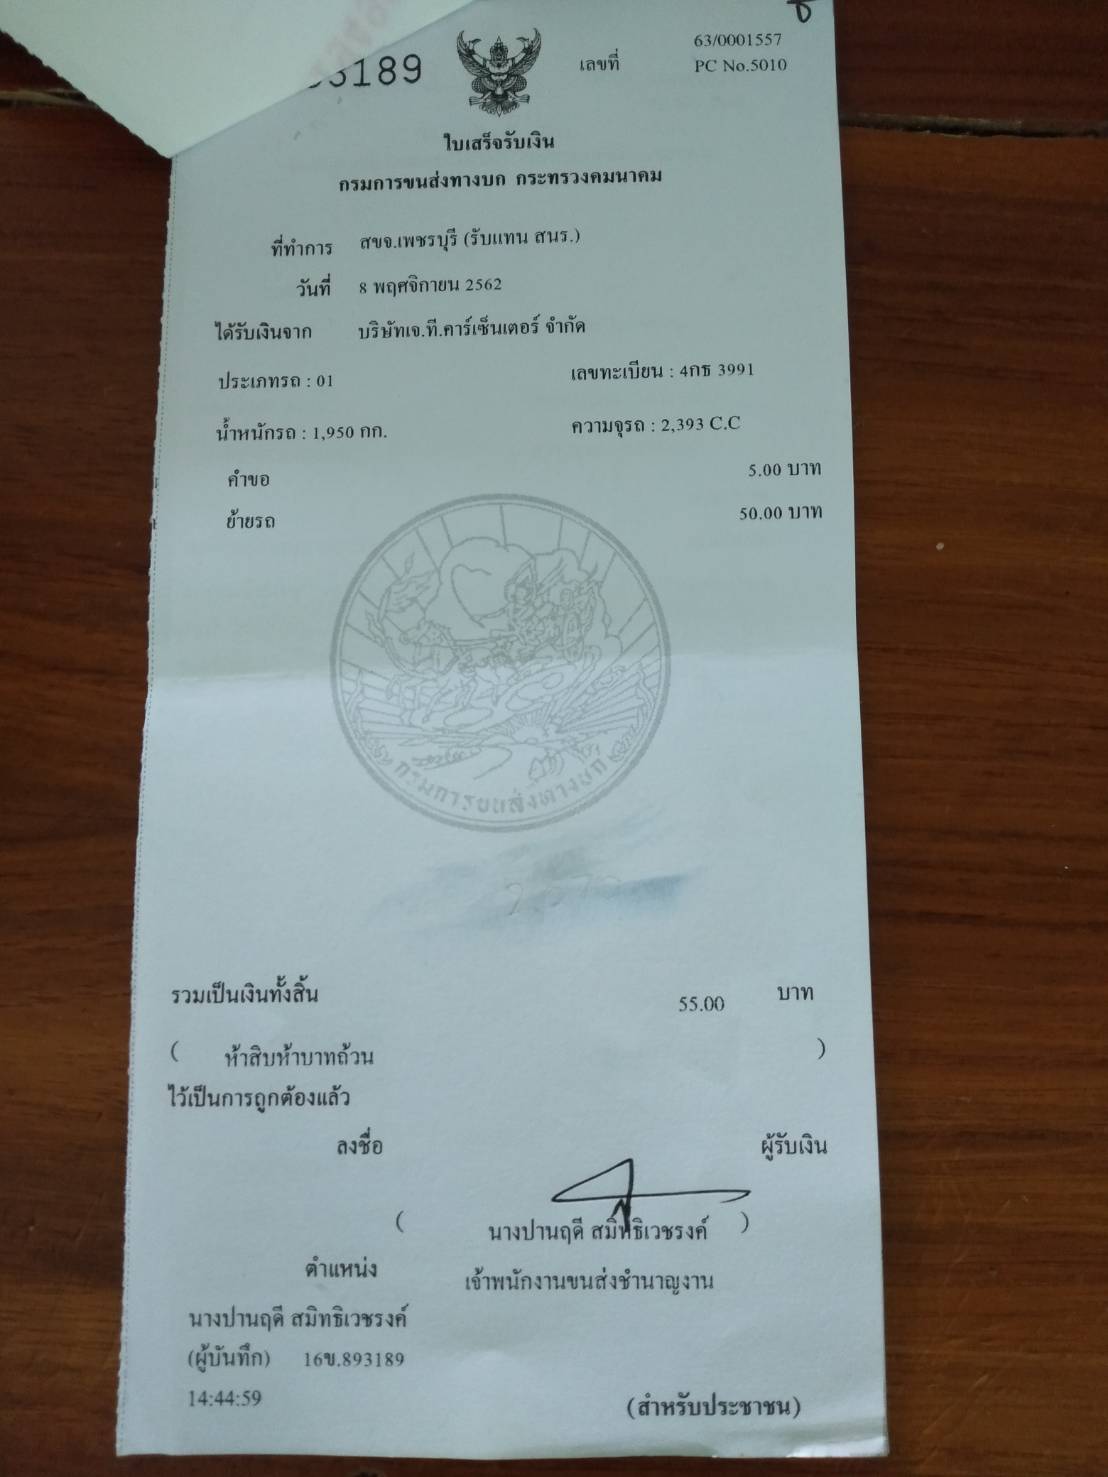 3189
เลขที่ 63/0001557
PC No.5010
ใบเสร็จรับเงิน
กรมการขนส่งทางบก กระทรวงคมนาคม
ที่ทำการ สขจ.เพชรบุรี (รับแทน สนร.)
วันที่ 8 พฤศจิกายน 2562
ได้รับเงินจาก บริษัทเจ.ที.คาร์เซ็นเตอร์ จำกัด
ประเภทรถ : 01 เลขทะเบียน : 4กธ 3991
น้ำหนักรถ : 1,950 กก. ความจุรถ : 2,393 C.C
คำขอ 5.00 บาท
ย้ายรถ 50.00 บาท
กรมการขนส่งทางบก
รวมเป็นเงินทั้งสิ้น 55.00 บาท
( ห้าสิบห้าบาทถ้วน )
ไว้เป็นการถูกต้องแล้ว
ลงชื่อ ผู้รับเงิน
( นางปานฤดี สมิทธิเวชรงค์ )
ตำแหน่ง เจ้าพนักงานขนส่งชำนาญงาน
นางปานฤดี สมิทธิเวชรงค์
(ผู้บันทึก) 16ข.893189
14:44:59
(สำหรับประชาชน)